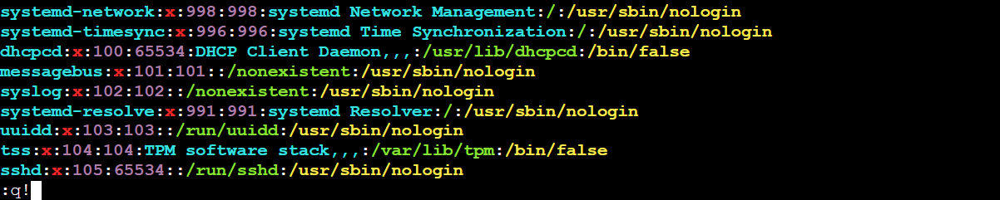 systemd-network:x:998:998:systemd Network Management:/:/usr/sbin/nologin
systemd-timesync:x:996:996:systemd Time Synchronization:/:/usr/sbin/nologin
dhcpcd:x:100:65534:DHCP Client Daemon,,,:/usr/lib/dhcpcd:/bin/false
messagebus:x:101:101::/nonexistent:/usr/sbin/nologin
syslog:x:102:102::/nonexistent:/usr/sbin/nologin
systemd-resolve:x:991:991:systemd Resolver:/:/usr/sbin/nologin
uuidd:x:103:103::/run/uuidd:/usr/sbin/nologin
tss:x:104:104:TPM software stack,,,:/var/lib/tpm:/bin/false
sshd:x:105:65534::/run/sshd:/usr/sbin/nologin
:q!